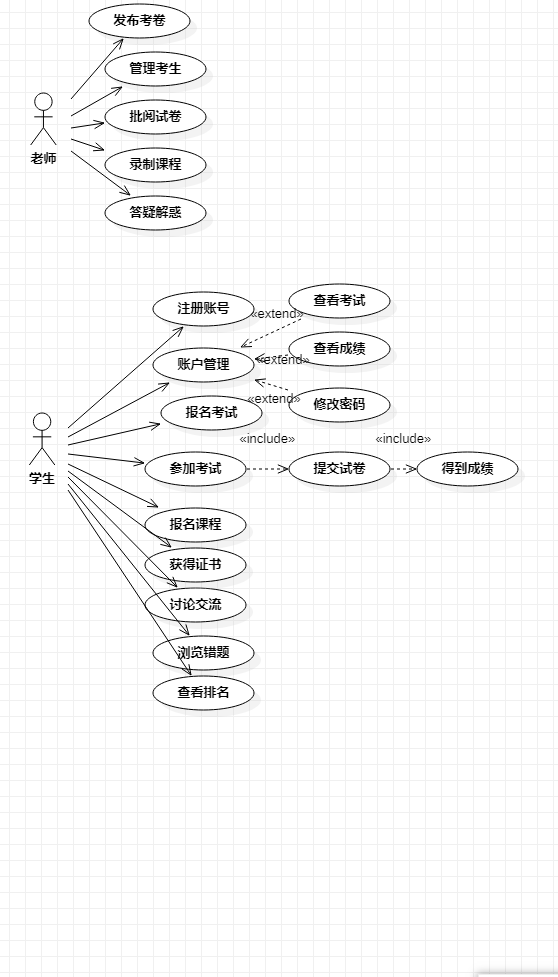 发布考卷
管理考生
批阅试卷
老师
录制课程
答疑解惑
注册账号
«extend»
查看考试
账户管理
«extend»
查看成绩
«extend»
修改密码
报名考试
«include»
«include»
参加考试
提交试卷
得到成绩
学生
报名课程
获得证书
讨论交流
浏览错题
查看排名